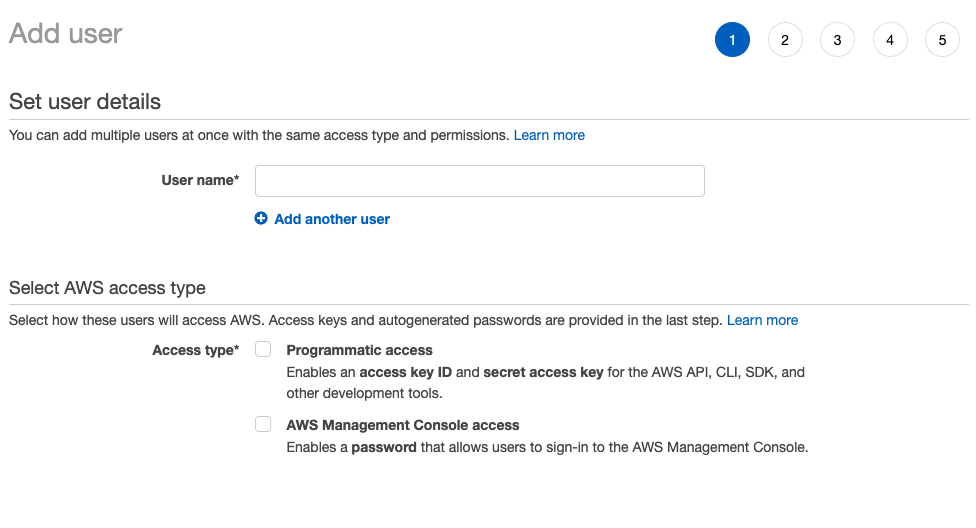 Add user
1 2 3 4 5
Set user details
You can add multiple users at once with the same access type and permissions. Learn more
User name*
Add another user
Select AWS access type
Select how these users will access AWS. Access keys and autogenerated passwords are provided in the last step. Learn more
Access type* Programmatic access
Enables an access key ID and secret access key for the AWS API, CLI, SDK, and
other development tools.
AWS Management Console access
Enables a password that allows users to sign-in to the AWS Management Console.